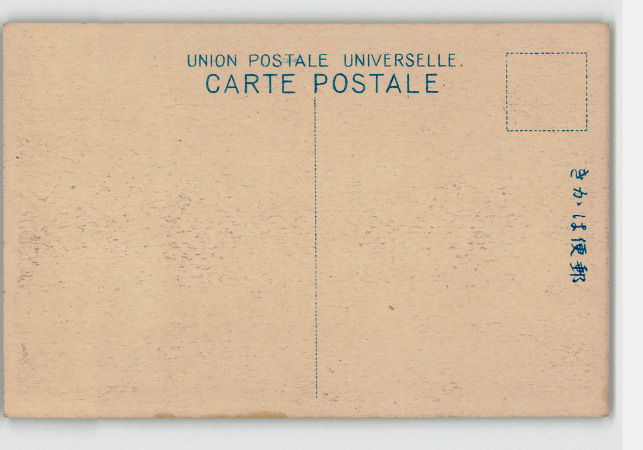 UNION POSTALE UNIVERSELLE.
CARTE POSTALE
郵便はかき